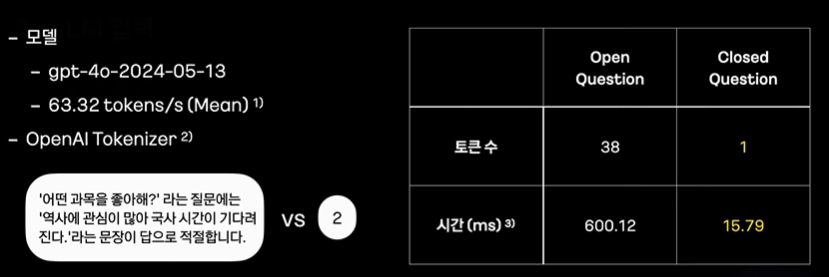 – 모델
– gpt-4o-2024-05-13
– 63.32 tokens/s (Mean) 1)
– OpenAI Tokenizer 2)
'어떤 과목을 좋아해?' 라는 질문에는
'역사에 관심이 많아 국사 시간이 기다려
진다.'라는 문장이 답으로 적절합니다.
VS
2
Open
Question
Closed
Question
토큰 수
38
1
시간 (ms) 3)
600.12
15.79